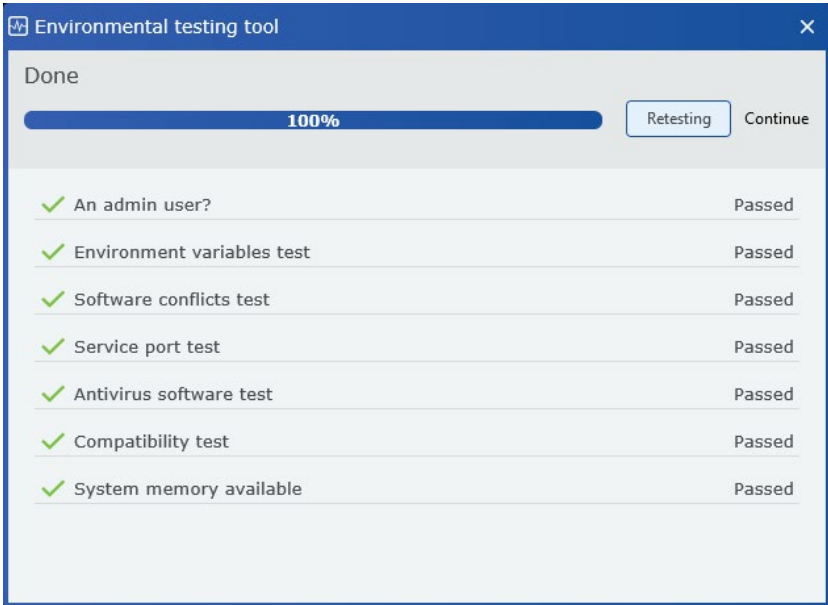 Environmental testing tool
Done
100%
Retesting
Continue
An admin user? Passed
Environment variables test Passed
Software conflicts test Passed
Service port test Passed
Antivirus software test Passed
Compatibility test Passed
System memory available Passed